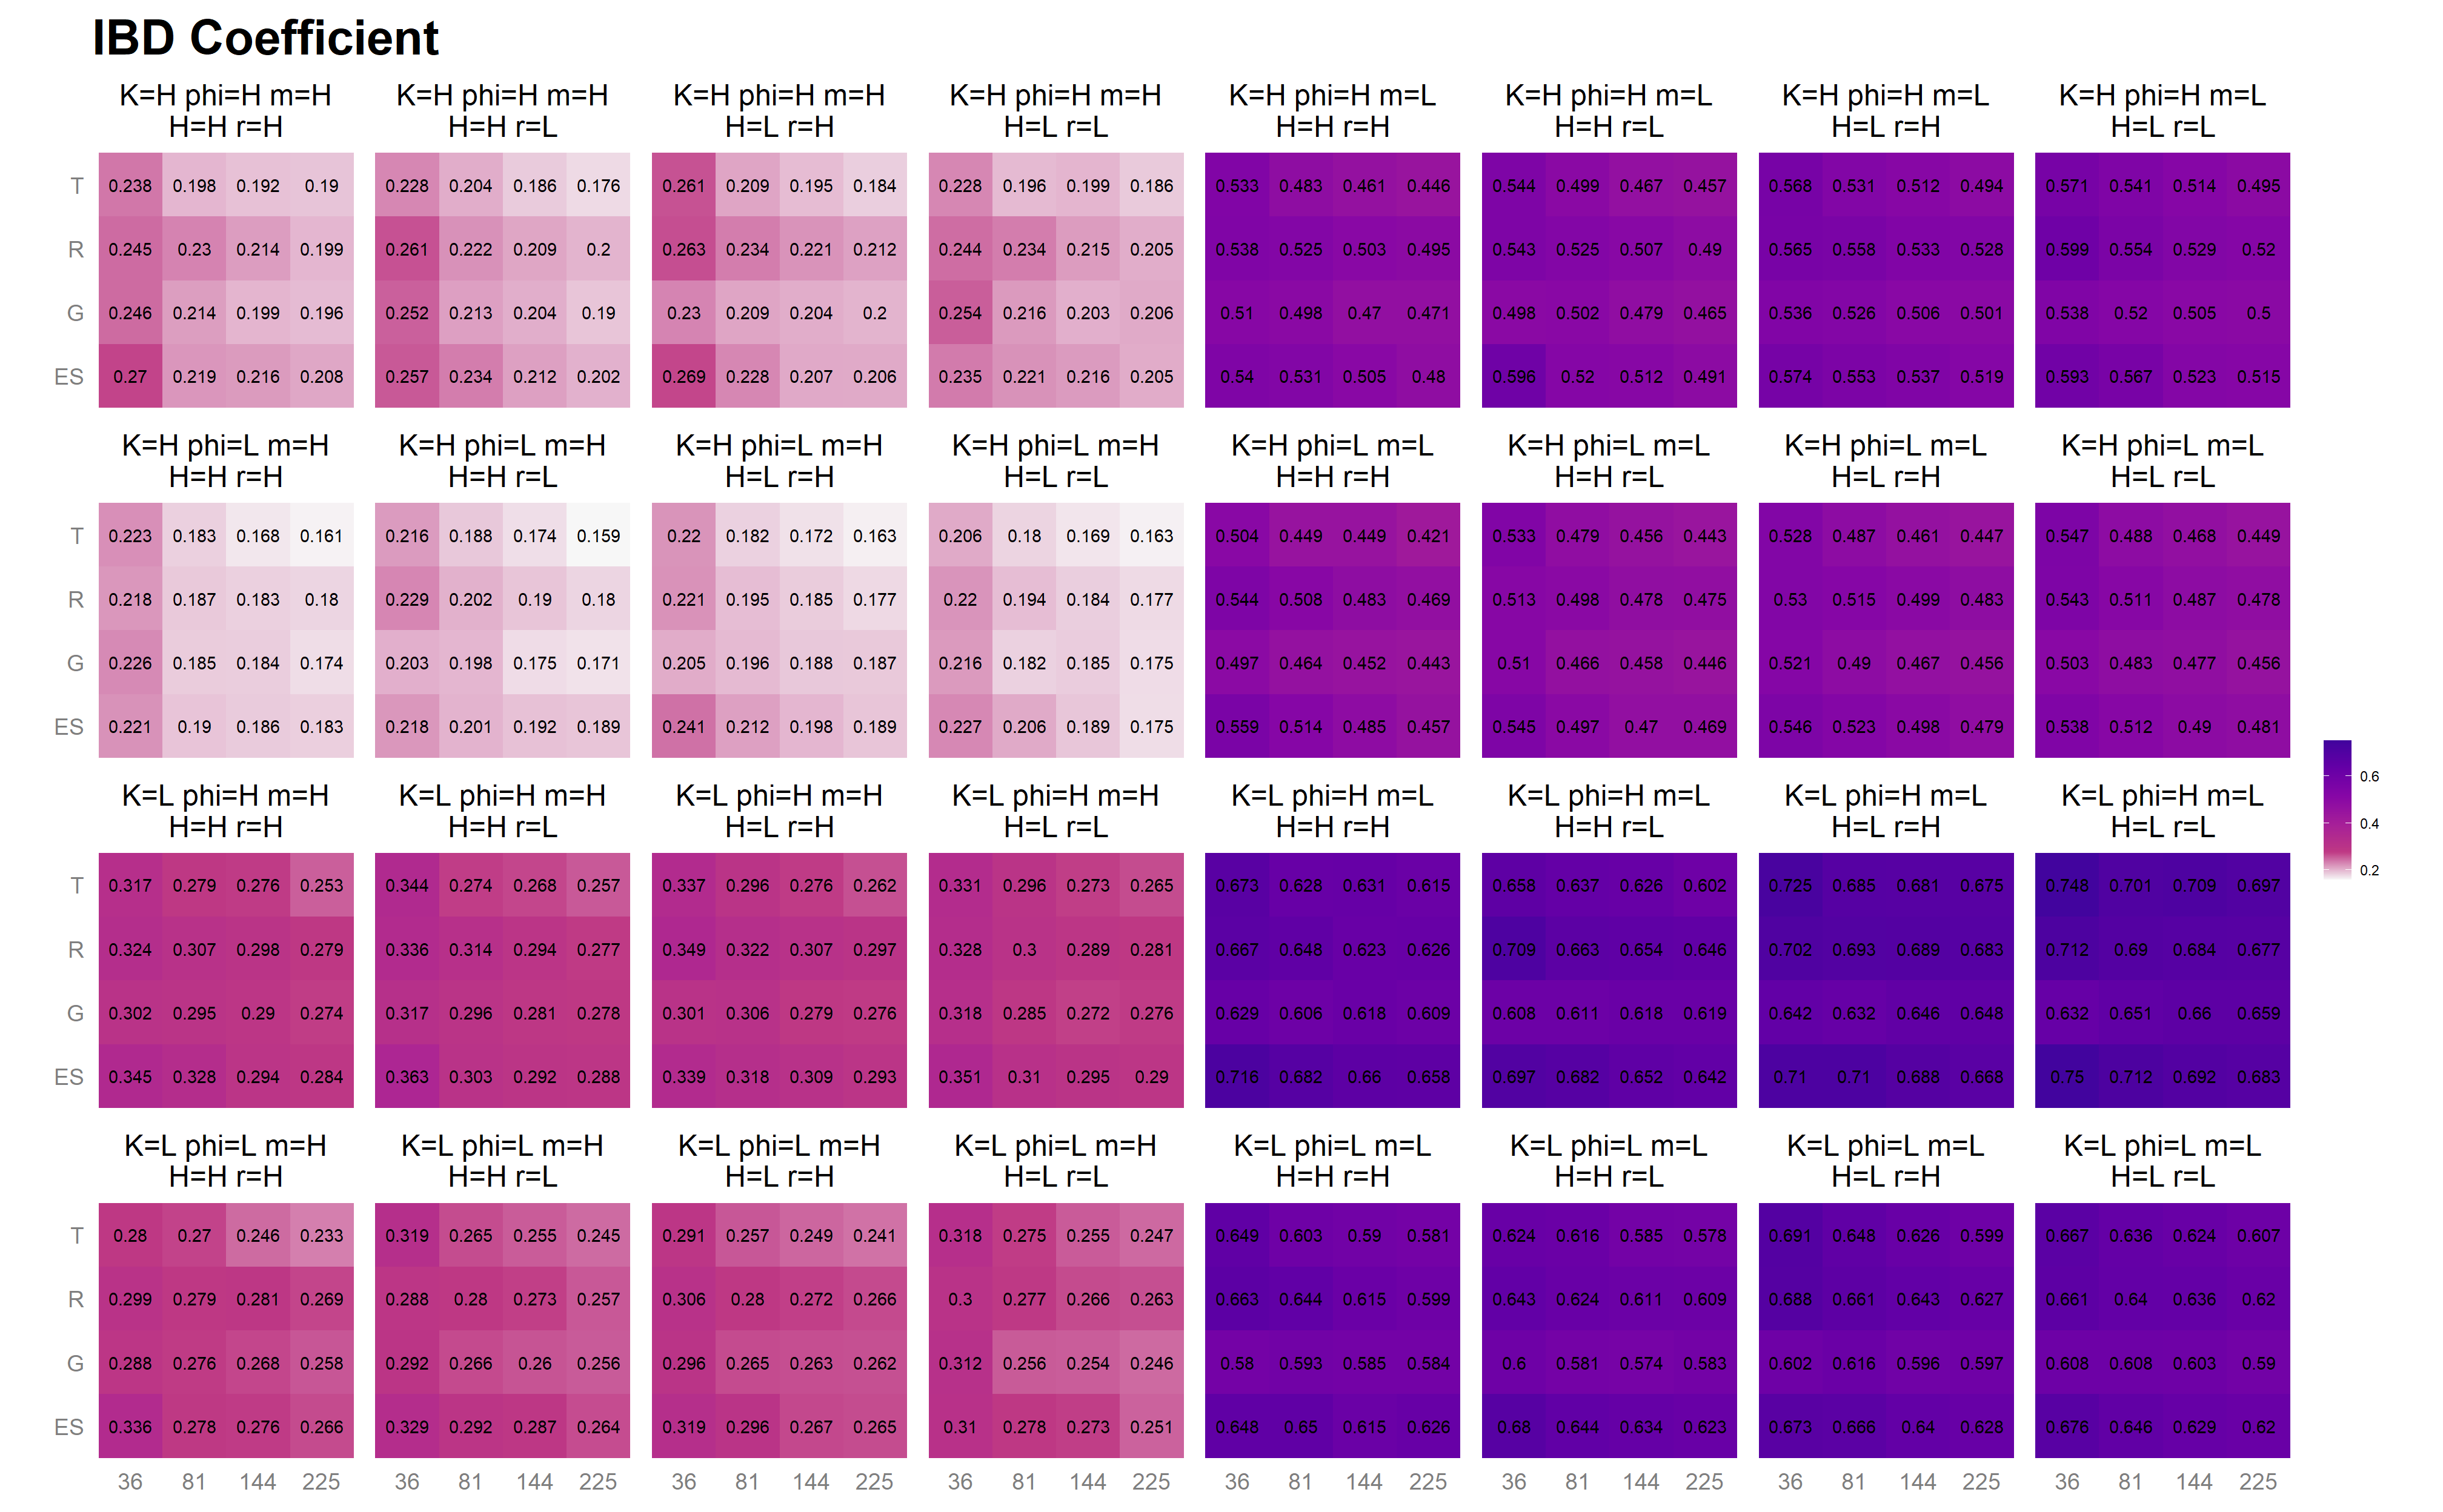 IBD Coefficient
K=H phi=H m=H K=H phi=H m=H K=H phi=H m=H K=H phi=H m=H K=H phi=H m=L K=H phi=H m=L K=H phi=H m=L K=H phi=H m=L
H=H r=H H=H r=L H=L r=H H=L r=L H=H r=H H=H r=L H=L r=H H=L r=L
T 0.238 0.198 0.192 0.19 0.228 0.204 0.186 0.176 0.261 0.209 0.195 0.184 0.228 0.196 0.199 0.186 0.533 0.483 0.461 0.446 0.544 0.499 0.467 0.457 0.568 0.531 0.512 0.494 0.571 0.541 0.514 0.495
R 0.245 0.23 0.214 0.199 0.261 0.222 0.209 0.2 0.263 0.234 0.221 0.212 0.244 0.234 0.215 0.205 0.538 0.525 0.503 0.495 0.543 0.525 0.507 0.49 0.565 0.558 0.533 0.528 0.599 0.554 0.529 0.52
G 0.246 0.214 0.199 0.196 0.252 0.213 0.204 0.19 0.23 0.209 0.204 0.2 0.254 0.216 0.203 0.206 0.51 0.498 0.47 0.471 0.498 0.502 0.479 0.465 0.536 0.526 0.506 0.501 0.538 0.52 0.505 0.5
ES 0.27 0.219 0.216 0.208 0.257 0.234 0.212 0.202 0.269 0.228 0.207 0.206 0.235 0.221 0.216 0.205 0.54 0.531 0.505 0.48 0.596 0.52 0.512 0.491 0.574 0.553 0.537 0.519 0.593 0.567 0.523 0.515
K=H phi=L m=H K=H phi=L m=H K=H phi=L m=H K=H phi=L m=H K=H phi=L m=L K=H phi=L m=L K=H phi=L m=L K=H phi=L m=L
H=H r=H H=H r=L H=L r=H H=L r=L H=H r=H H=H r=L H=L r=H H=L r=L
T 0.223 0.183 0.168 0.161 0.216 0.188 0.174 0.159 0.22 0.182 0.172 0.163 0.206 0.18 0.169 0.163 0.504 0.449 0.449 0.421 0.533 0.479 0.456 0.443 0.528 0.487 0.461 0.447 0.547 0.488 0.468 0.449
R 0.218 0.187 0.183 0.18 0.229 0.202 0.19 0.18 0.221 0.195 0.185 0.177 0.22 0.194 0.184 0.177 0.544 0.508 0.483 0.469 0.513 0.498 0.478 0.475 0.53 0.515 0.499 0.483 0.543 0.511 0.487 0.478
G 0.226 0.185 0.184 0.174 0.203 0.198 0.175 0.171 0.205 0.196 0.188 0.187 0.216 0.182 0.185 0.175 0.497 0.464 0.452 0.443 0.51 0.466 0.458 0.446 0.521 0.49 0.467 0.456 0.503 0.483 0.477 0.456
ES 0.221 0.19 0.186 0.183 0.218 0.201 0.192 0.189 0.241 0.212 0.198 0.189 0.227 0.206 0.189 0.175 0.559 0.514 0.485 0.457 0.545 0.497 0.47 0.469 0.546 0.523 0.498 0.479 0.538 0.512 0.49 0.481
0.6
K=L phi=H m=H K=L phi=H m=H K=L phi=H m=H K=L phi=H m=H K=L phi=H m=L K=L phi=H m=L K=L phi=H m=L K=L phi=H m=L
H=H r=H H=H r=L H=L r=H H=L r=L H=H r=H H=H r=L H=L r=H H=L r=L 0.4
0.2
T 0.317 0.279 0.276 0.253 0.344 0.274 0.268 0.257 0.337 0.296 0.276 0.262 0.331 0.296 0.273 0.265 0.673 0.628 0.631 0.615 0.658 0.637 0.626 0.602 0.725 0.685 0.681 0.675 0.748 0.701 0.709 0.697
R 0.324 0.307 0.298 0.279 0.336 0.314 0.294 0.277 0.349 0.322 0.307 0.297 0.328 0.3 0.289 0.281 0.667 0.648 0.623 0.626 0.709 0.663 0.654 0.646 0.702 0.693 0.689 0.683 0.712 0.69 0.684 0.677
G 0.302 0.295 0.29 0.274 0.317 0.296 0.281 0.278 0.301 0.306 0.279 0.276 0.318 0.285 0.272 0.276 0.629 0.606 0.618 0.609 0.608 0.611 0.618 0.619 0.642 0.632 0.646 0.648 0.632 0.651 0.66 0.659
ES 0.345 0.328 0.294 0.284 0.363 0.303 0.292 0.288 0.339 0.318 0.309 0.293 0.351 0.31 0.295 0.29 0.716 0.682 0.66 0.658 0.697 0.682 0.652 0.642 0.71 0.71 0.688 0.668 0.75 0.712 0.692 0.683
K=L phi=L m=H K=L phi=L m=H K=L phi=L m=H K=L phi=L m=H K=L phi=L m=L K=L phi=L m=L K=L phi=L m=L K=L phi=L m=L
H=H r=H H=H r=L H=L r=H H=L r=L H=H r=H H=H r=L H=L r=H H=L r=L
T 0.28 0.27 0.246 0.233 0.319 0.265 0.255 0.245 0.291 0.257 0.249 0.241 0.318 0.275 0.255 0.247 0.649 0.603 0.59 0.581 0.624 0.616 0.585 0.578 0.691 0.648 0.626 0.599 0.667 0.636 0.624 0.607
R 0.299 0.279 0.281 0.269 0.288 0.28 0.273 0.257 0.306 0.28 0.272 0.266 0.3 0.277 0.266 0.263 0.663 0.644 0.615 0.599 0.643 0.624 0.611 0.609 0.688 0.661 0.643 0.627 0.661 0.64 0.636 0.62
G 0.288 0.276 0.268 0.258 0.292 0.266 0.26 0.256 0.296 0.265 0.263 0.262 0.312 0.256 0.254 0.246 0.58 0.593 0.585 0.584 0.6 0.581 0.574 0.583 0.602 0.616 0.596 0.597 0.608 0.608 0.603 0.59
ES 0.336 0.278 0.276 0.266 0.329 0.292 0.287 0.264 0.319 0.296 0.267 0.265 0.31 0.278 0.273 0.251 0.648 0.65 0.615 0.626 0.68 0.644 0.634 0.623 0.673 0.666 0.64 0.628 0.676 0.646 0.629 0.62
36 81 144 225 36 81 144 225 36 81 144 225 36 81 144 225 36 81 144 225 36 81 144 225 36 81 144 225 36 81 144 225